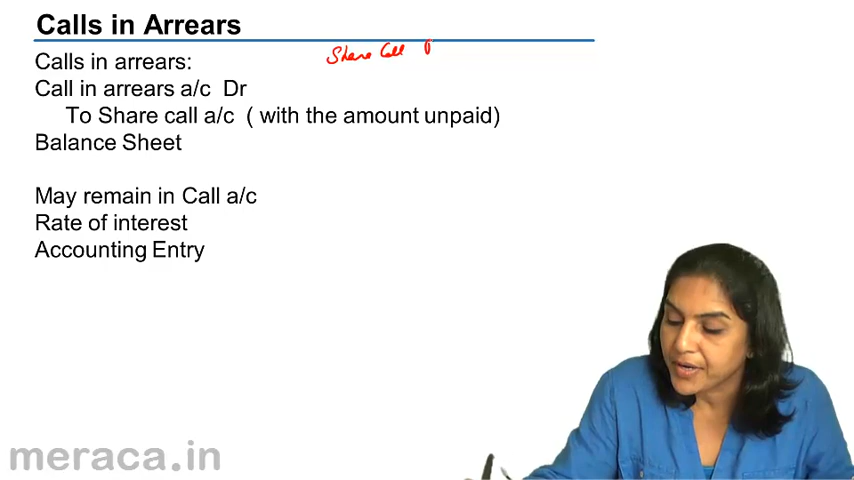 Calls in Arrears
Share Call
Calls in arrears:
Call in arrears a/c Dr
To Share call a/c ( with the amount unpaid)
Balance Sheet
May remain in Call a/c
Rate of interest
Accounting Entry
meraca.in